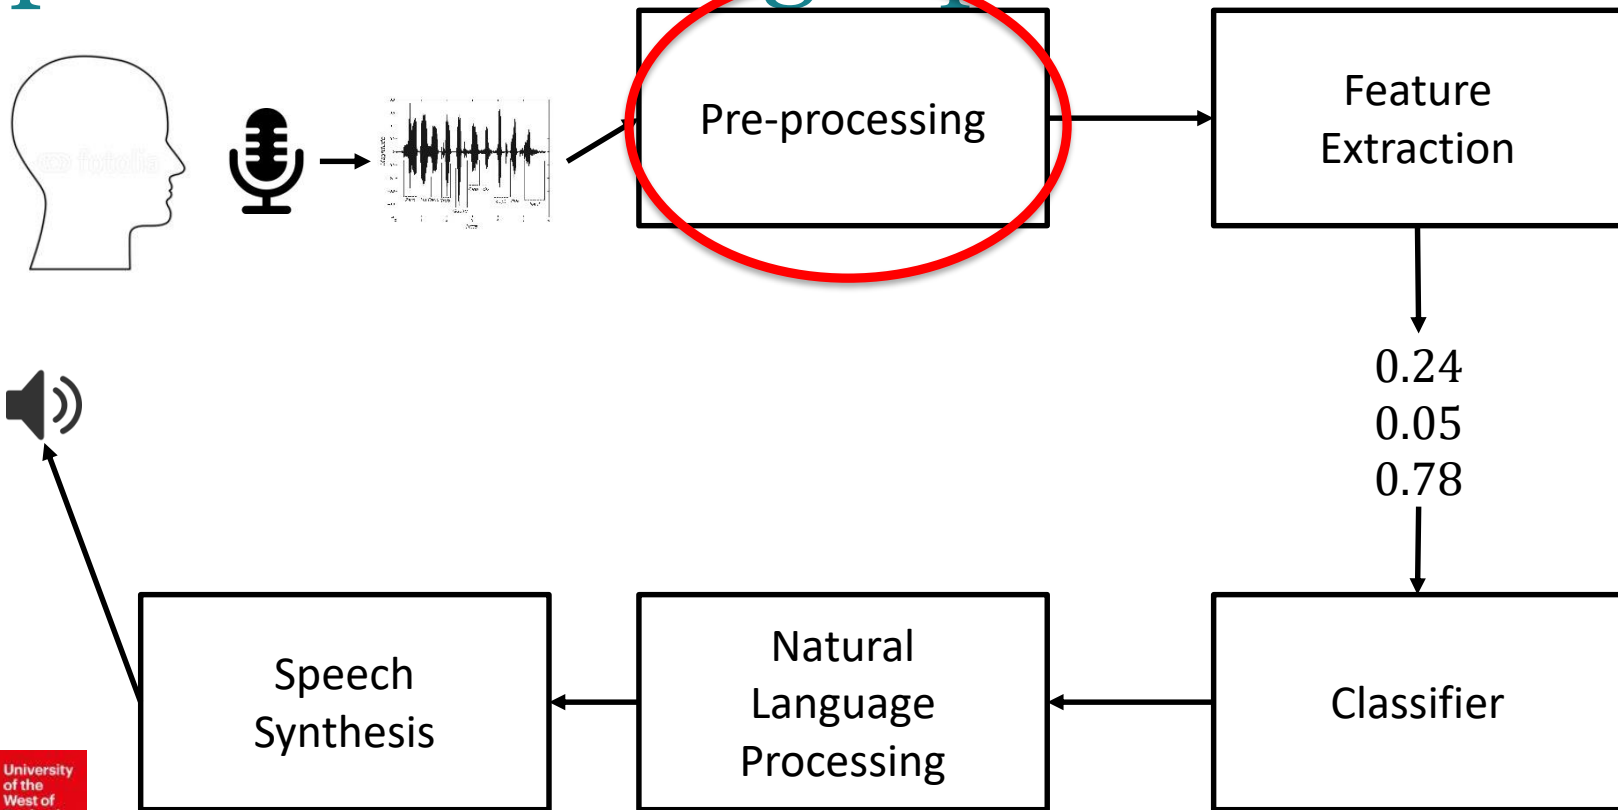 Pre-processing
Feature
Extraction
0.24
0.05
0.78
Classifier
Natural
Language
Processing
Speech
Synthesis
University
of the
West of